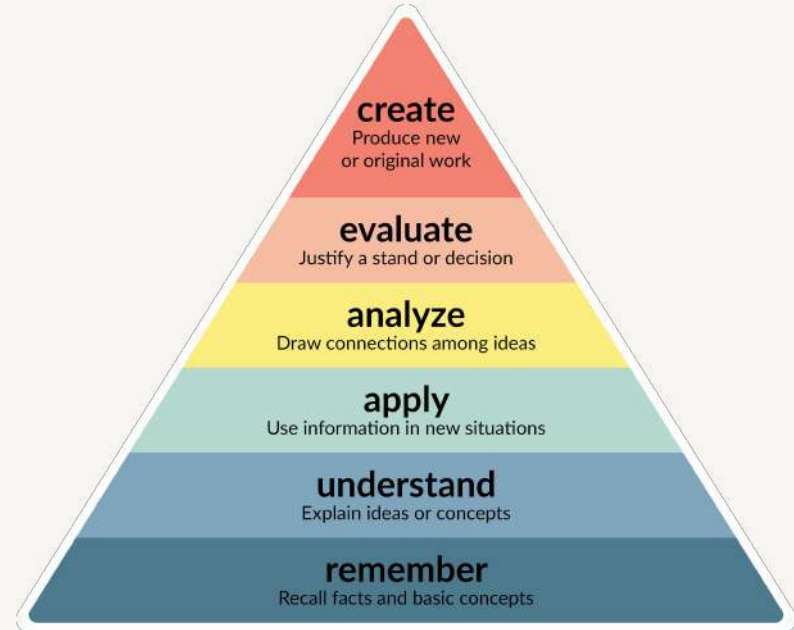 create
Produce new
or original work
evaluate
Justify a stand or decision
analyze
Draw connections among ideas
apply
Use information in new situations
understand
Explain ideas or concepts
remember
Recall facts and basic concepts